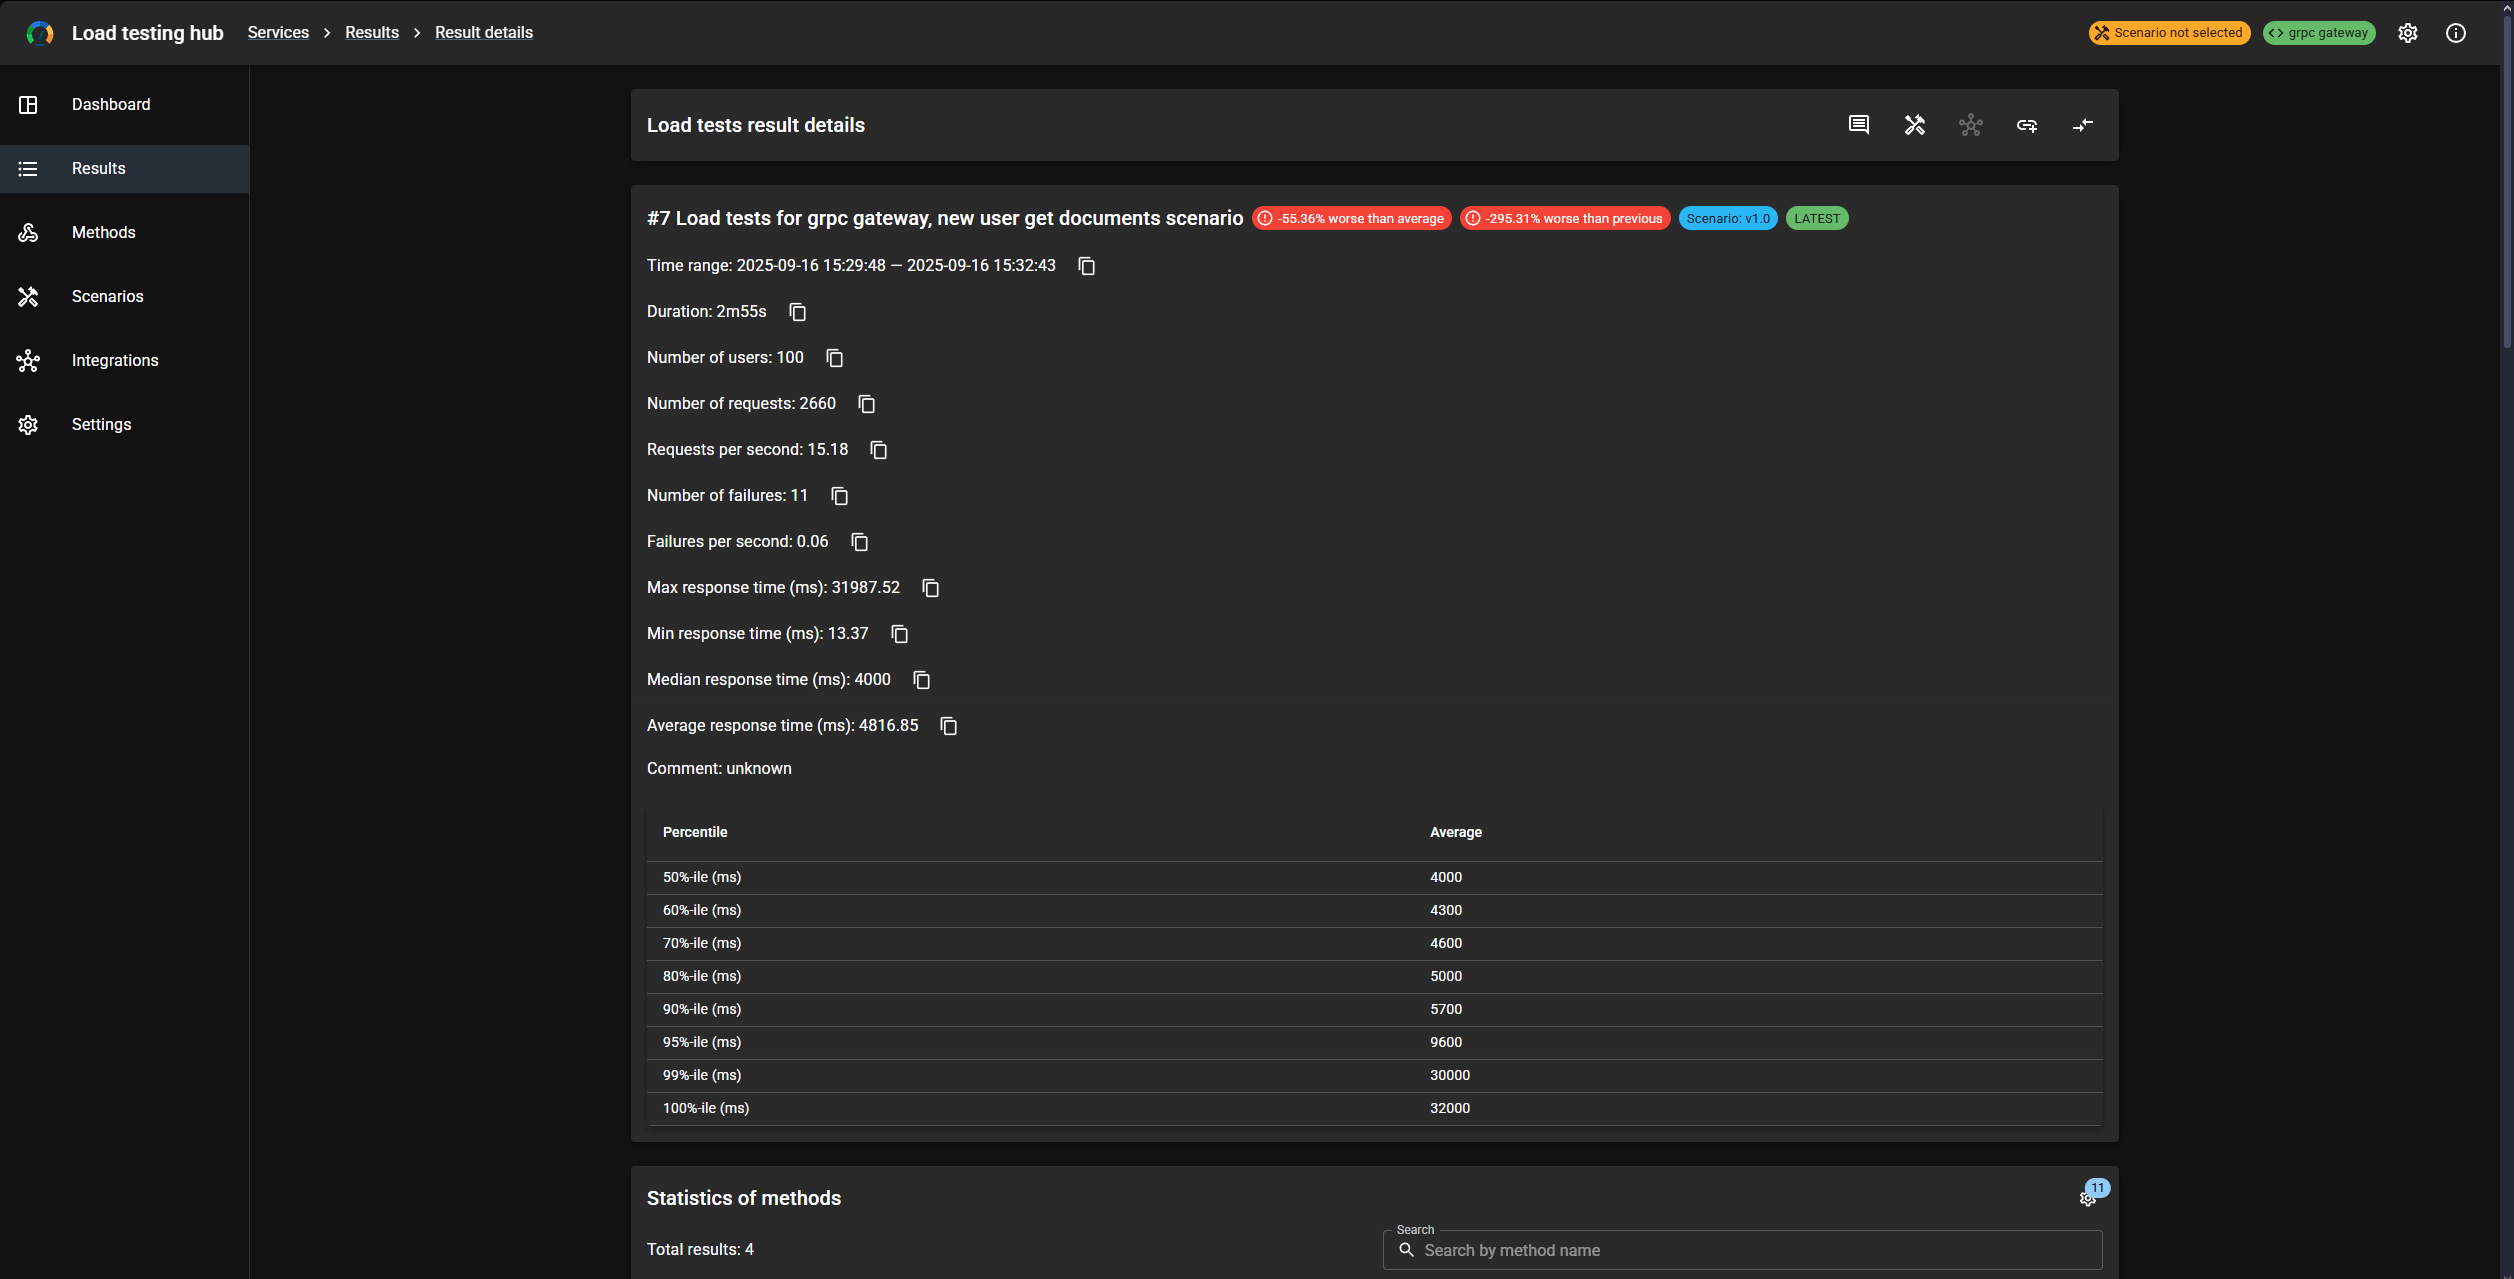 Load testing hub Services > Results > Result details Scenario not selected <> grpc gateway
Dashboard
Results
Methods
Scenarios
Integrations
Settings
Load tests result details
#7 Load tests for grpc gateway, new user get documents scenario -55.36% worse than average -295.31% worse than previous Scenario: v1.0 LATEST
Time range: 2025-09-16 15:29:48 — 2025-09-16 15:32:43
Duration: 2m55s
Number of users: 100
Number of requests: 2660
Requests per second: 15.18
Number of failures: 11
Failures per second: 0.06
Max response time (ms): 31987.52
Min response time (ms): 13.37
Median response time (ms): 4000
Average response time (ms): 4816.85
Comment: unknown
Percentile Average
50%-ile (ms) 4000
60%-ile (ms) 4300
70%-ile (ms) 4600
80%-ile (ms) 5000
90%-ile (ms) 5700
95%-ile (ms) 9600
99%-ile (ms) 30000
100%-ile (ms) 32000
Statistics of methods 11
Total results: 4
Search
Search by method name